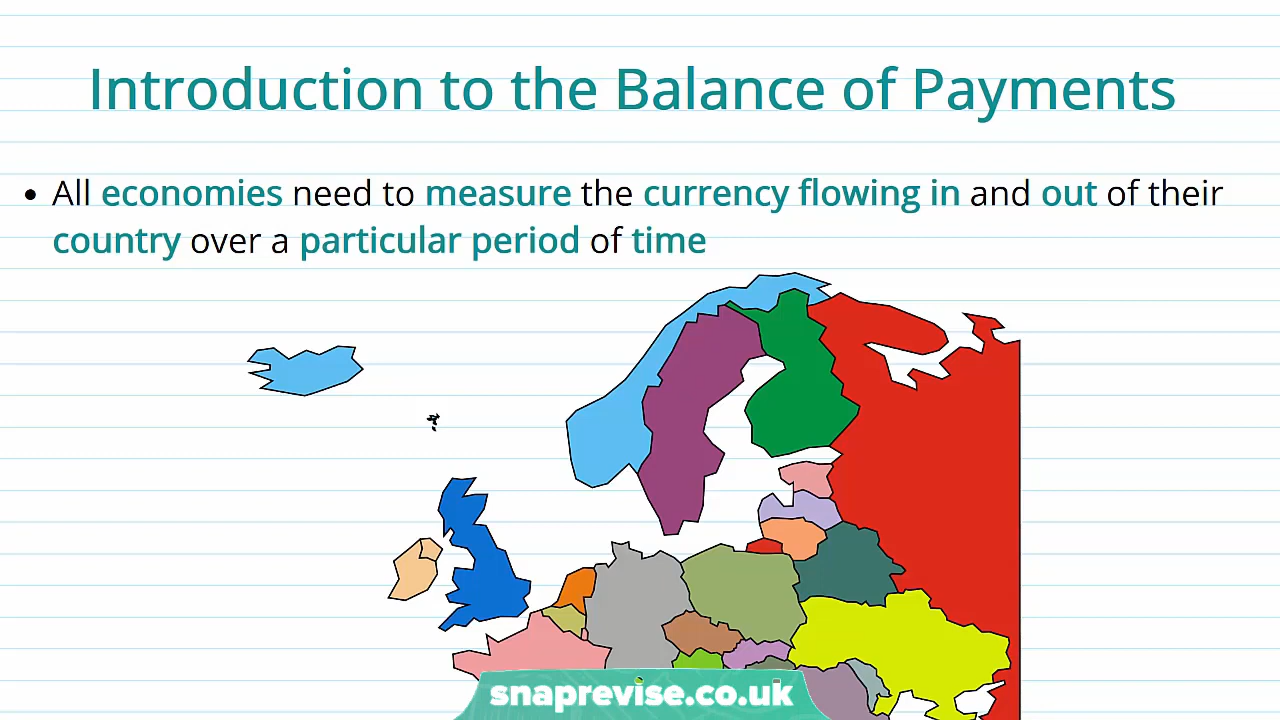 Introduction to the Balance of Payments
• All economies need to measure the currency flowing in and out of their
country over a particular period of time
snaprevise.co.uk